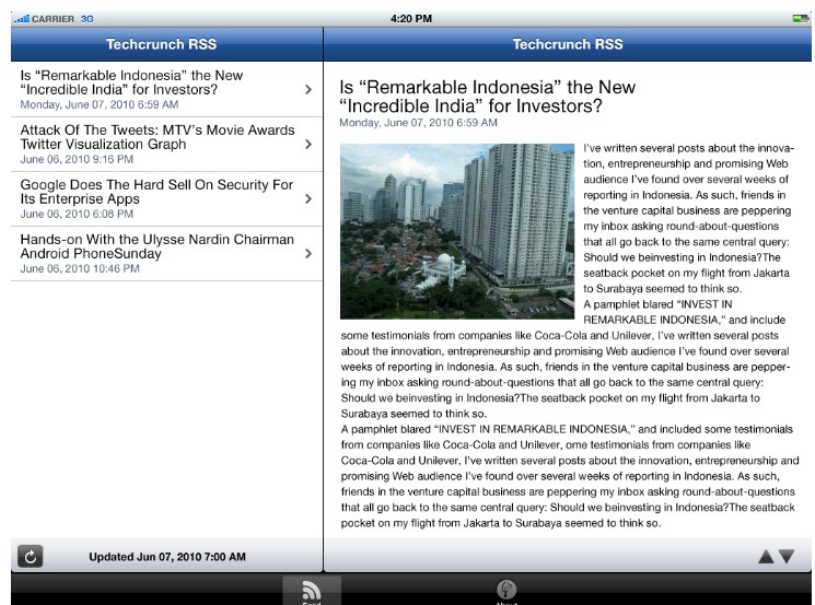 CARRIER 3G
4:20 PM
Techcrunch RSS
Is “Remarkable Indonesia” the New
“Incredible India” for Investors?
Monday, June 07, 2010 6:59 AM
Attack Of The Tweets: MTV’s Movie Awards
Twitter Visualization Graph
June 06, 2010 9:16 PM
Google Does The Hard Sell On Security For
Its Enterprise Apps
June 06, 2010 6:08 PM
Hands-on With the Ulysse Nardin Chairman
Android PhoneSunday
June 06, 2010 10:46 PM
Updated Jun 07, 2010 7:00 AM
Techcrunch RSS
Is “Remarkable Indonesia” the New
“Incredible India” for Investors?
Monday, June 07, 2010 6:59 AM
I’ve written several posts about the innova-
tion, entrepreneurship and promising Web
audience I’ve found over several weeks of
reporting in Indonesia. As such, friends in
the venture capital business are peppering
my inbox asking round-about-questions
that all go back to the same central query:
Should we beinvesting in Indonesia?The
seatback pocket on my flight from Jakarta
to Surabaya seemed to think so.
A pamphlet blared “INVEST IN
REMARKABLE INDONESIA,” and include
some testimonials from companies like Coca-Cola and Unilever, I’ve written several posts
about the innovation, entrepreneurship and promising Web audience I’ve found over several
weeks of reporting in Indonesia. As such, friends in the venture capital business are pepper-
ing my inbox asking round-about-questions that all go back to the same central query:
Should we beinvesting in Indonesia?The seatback pocket on my flight from Jakarta to
Surabaya seemed to think so.
A pamphlet blared “INVEST IN REMARKABLE INDONESIA,” and included some testimonials
from companies like Coca-Cola and Unilever, ome testimonials from companies like
Coca-Cola and Unilever, I’ve written several posts about the innovation, entrepreneurship and
promising Web audience I’ve found over several weeks of reporting in Indonesia. As such,
friends in the venture capital business are peppering my inbox asking round-about-questions
that all go back to the same central query: Should we beinvesting in Indonesia?The seatback
pocket on my flight from Jakarta to Surabaya seemed to think so.
Feed
About